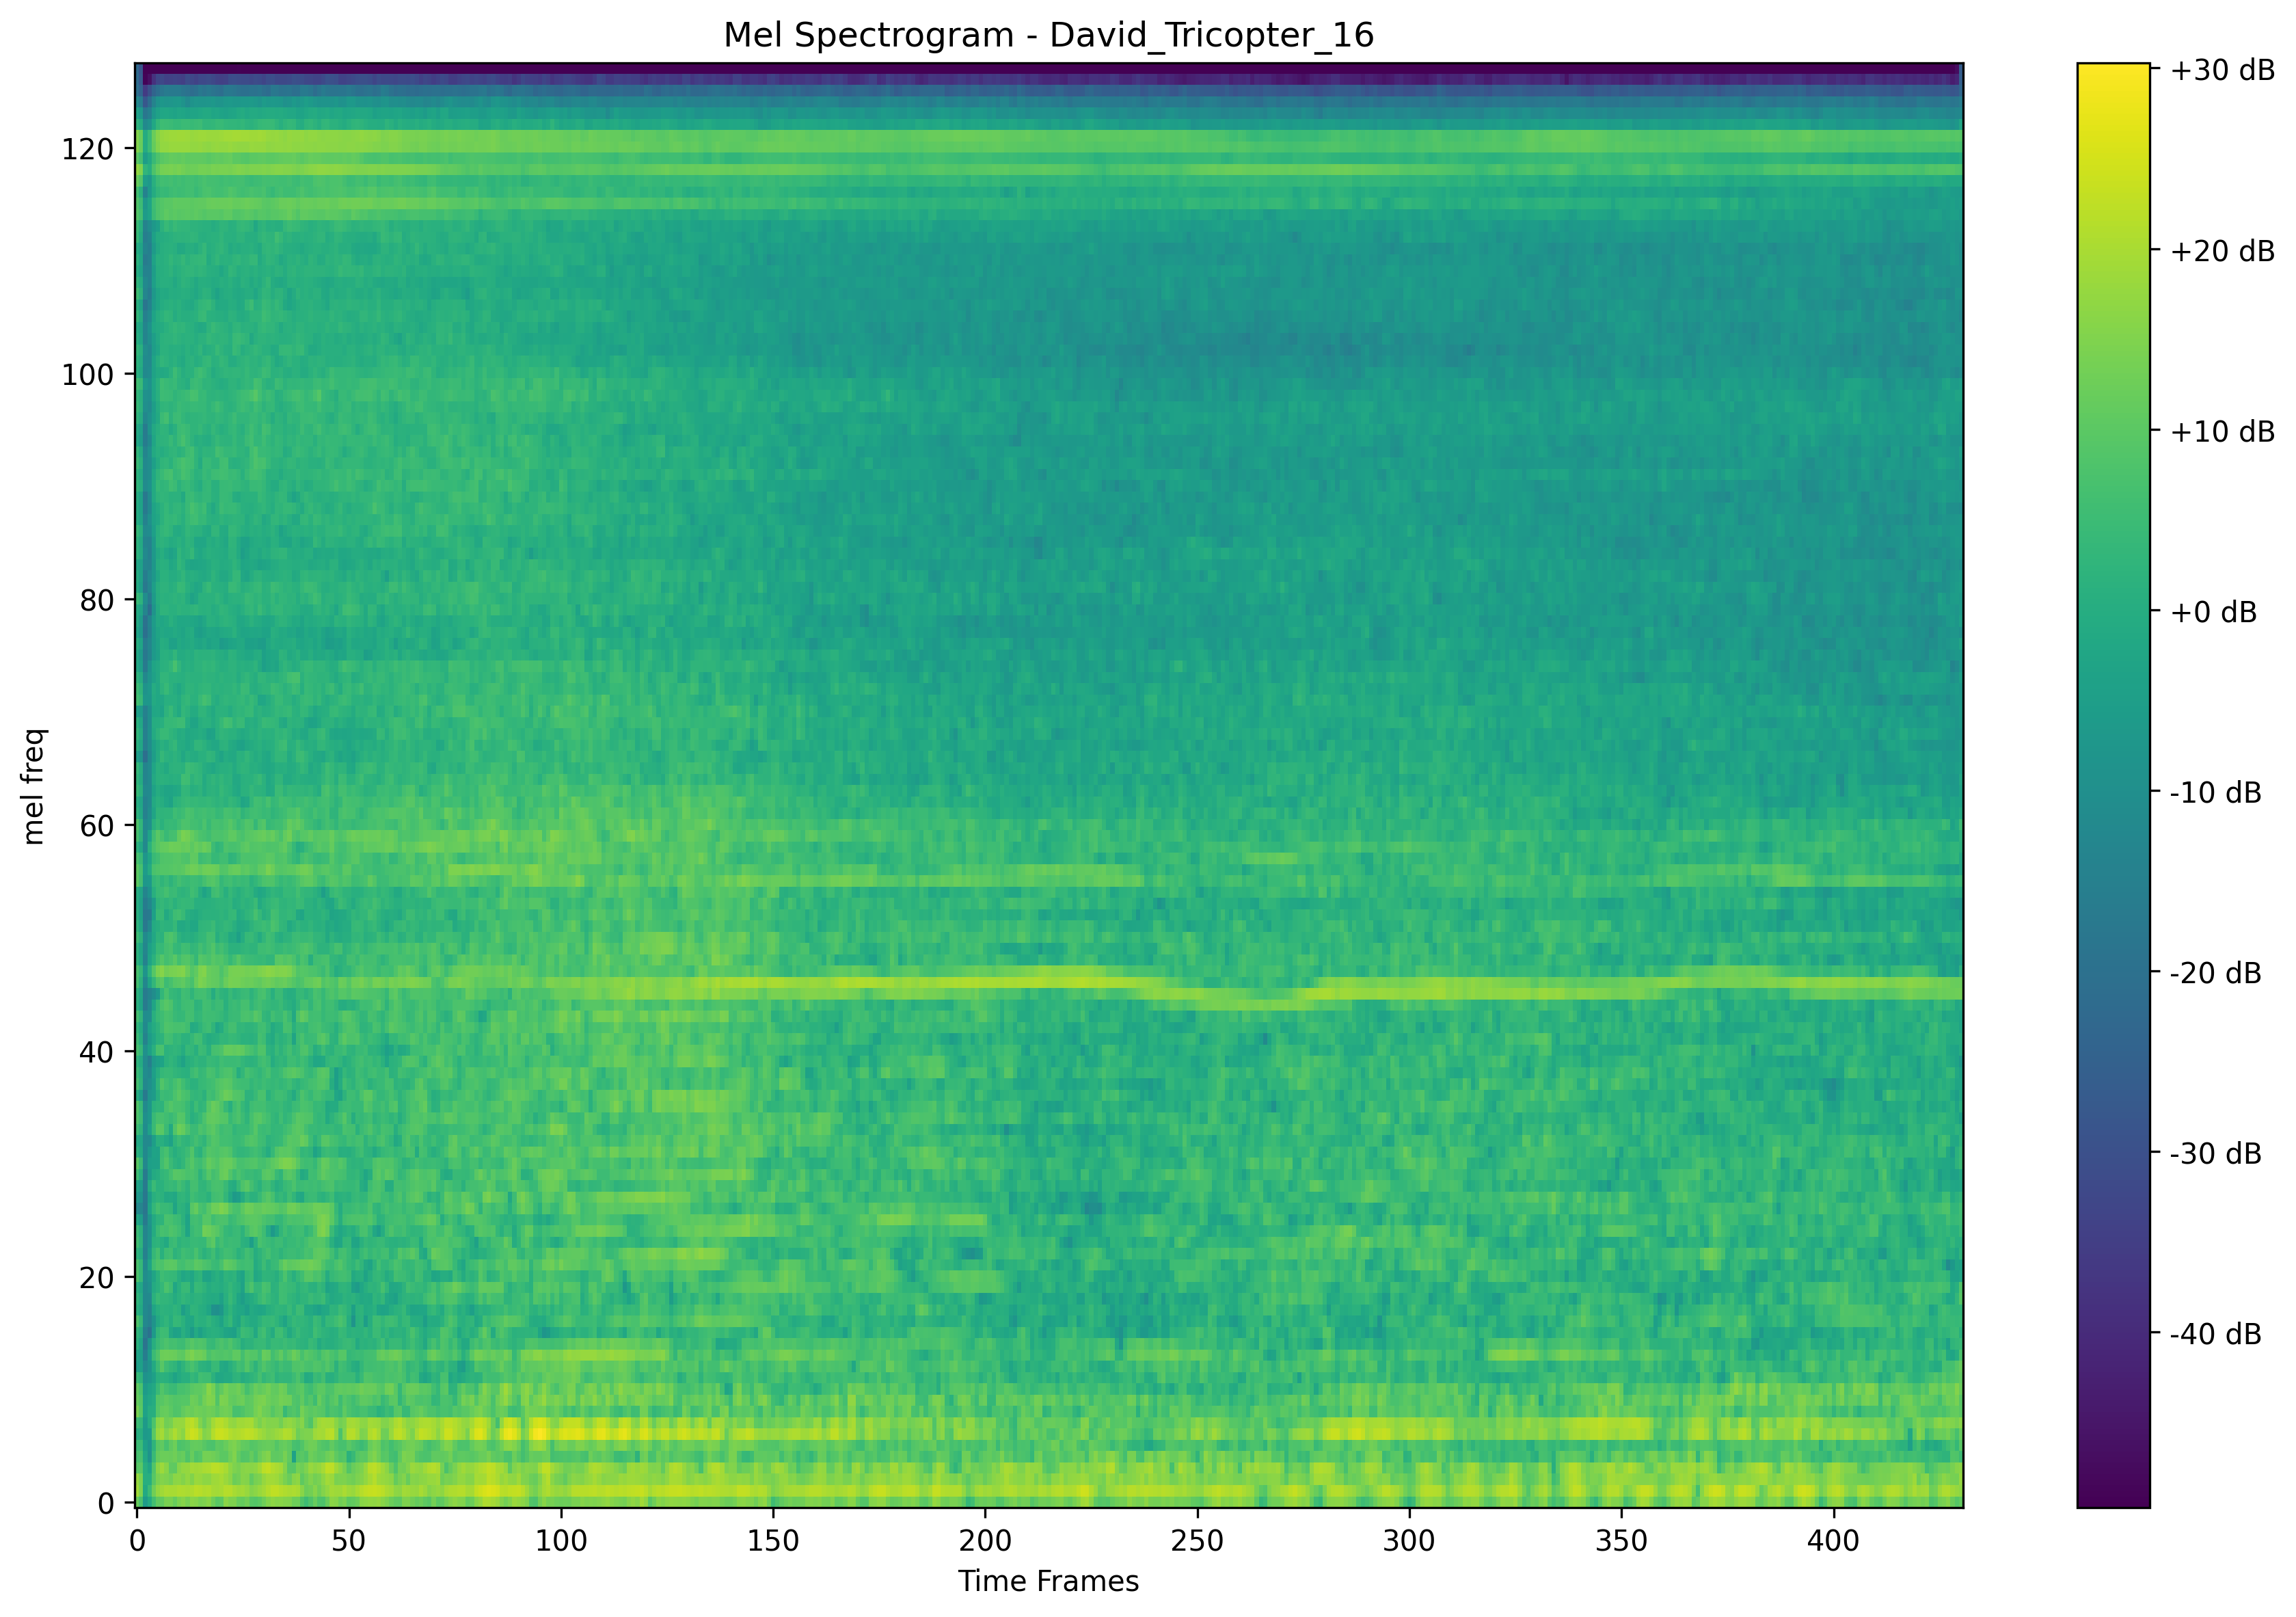 Mel Spectrogram - David_Tricopter_16
mel freq
120
100
80
60
40
20
0
0 50 100 150 200 250 300 350 400
Time Frames
+30 dB
+20 dB
+10 dB
+0 dB
-10 dB
-20 dB
-30 dB
-40 dB